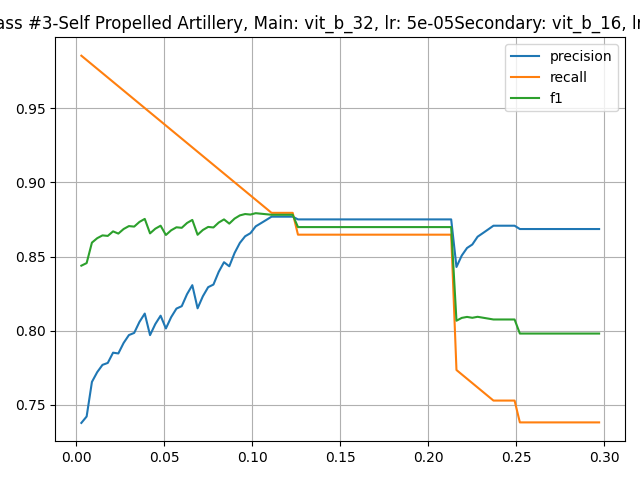 ass #3-Self Propelled Artillery, Main: vit_b_32, lr: 5e-05Secondary: vit_b_16, lr
precision
recall
f1
0.95
0.90
0.85
0.80
0.75
0.00 0.05 0.10 0.15 0.20 0.25 0.30